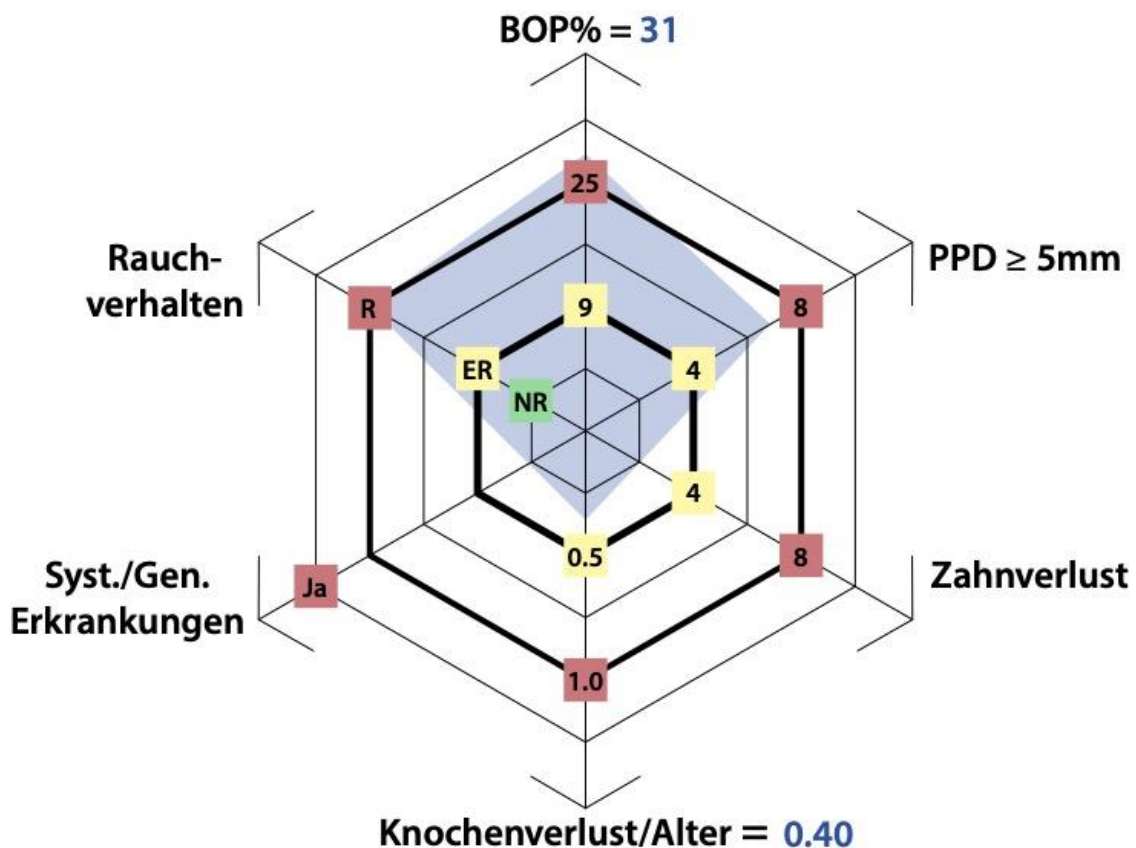 BOP% = 31
25
Rauch-
verhalten
PPD ≥ 5mm
R
9
8
ER
4
NR
4
0.5
8
Syst./Gen.
Erkrankungen
Ja
Zahnverlust
1.0
Knochenverlust/Alter = 0.40